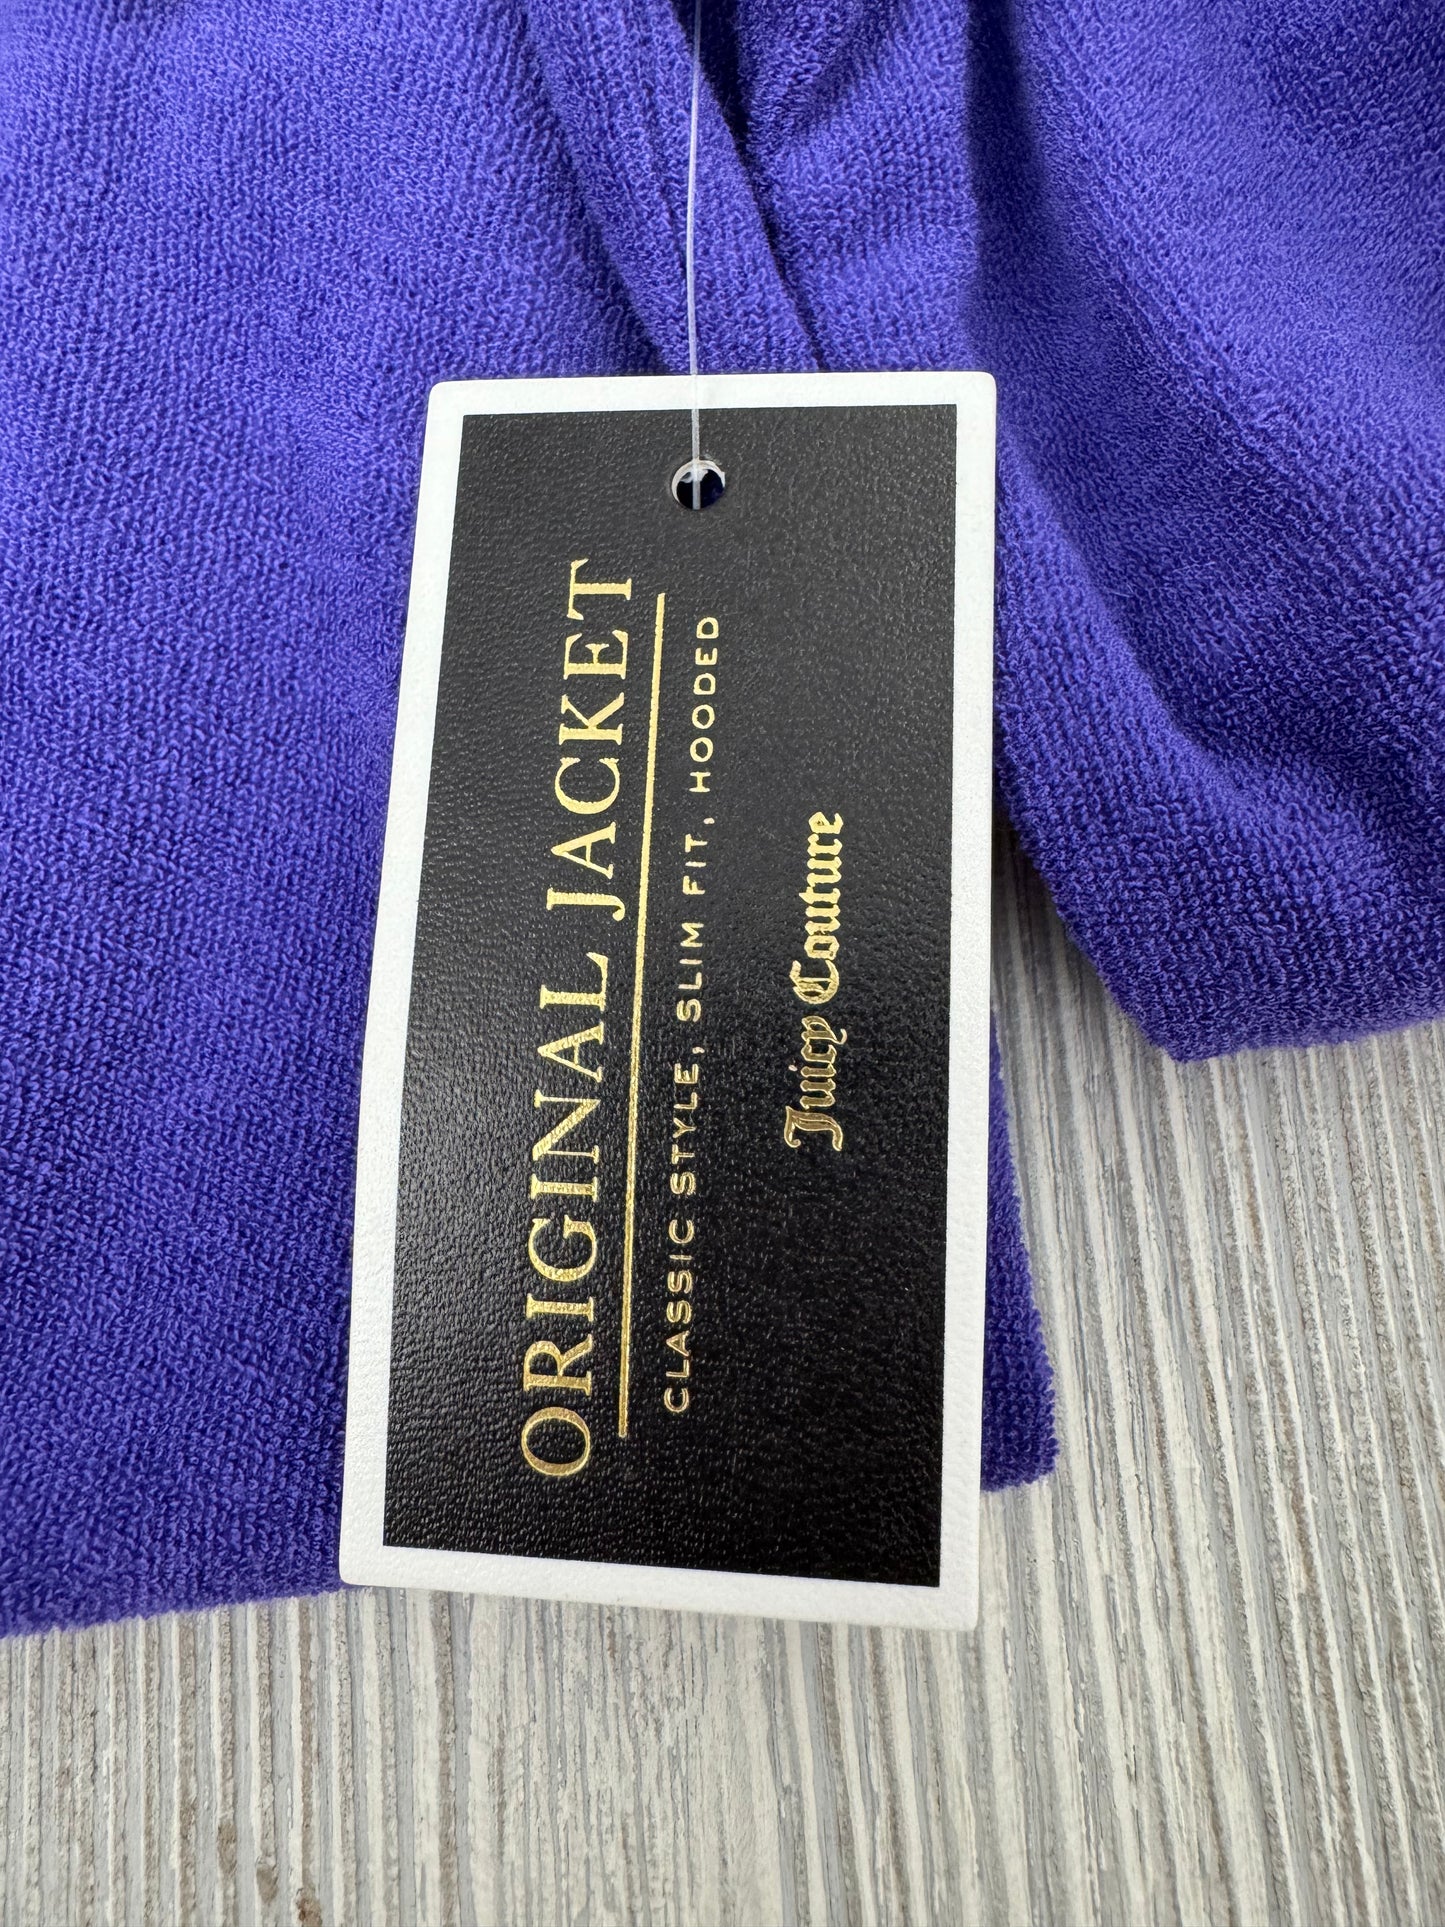 ORIGINAL JACKET
CLASSIC STYLE, SLIM FIT, HOODED
Juicy Couture